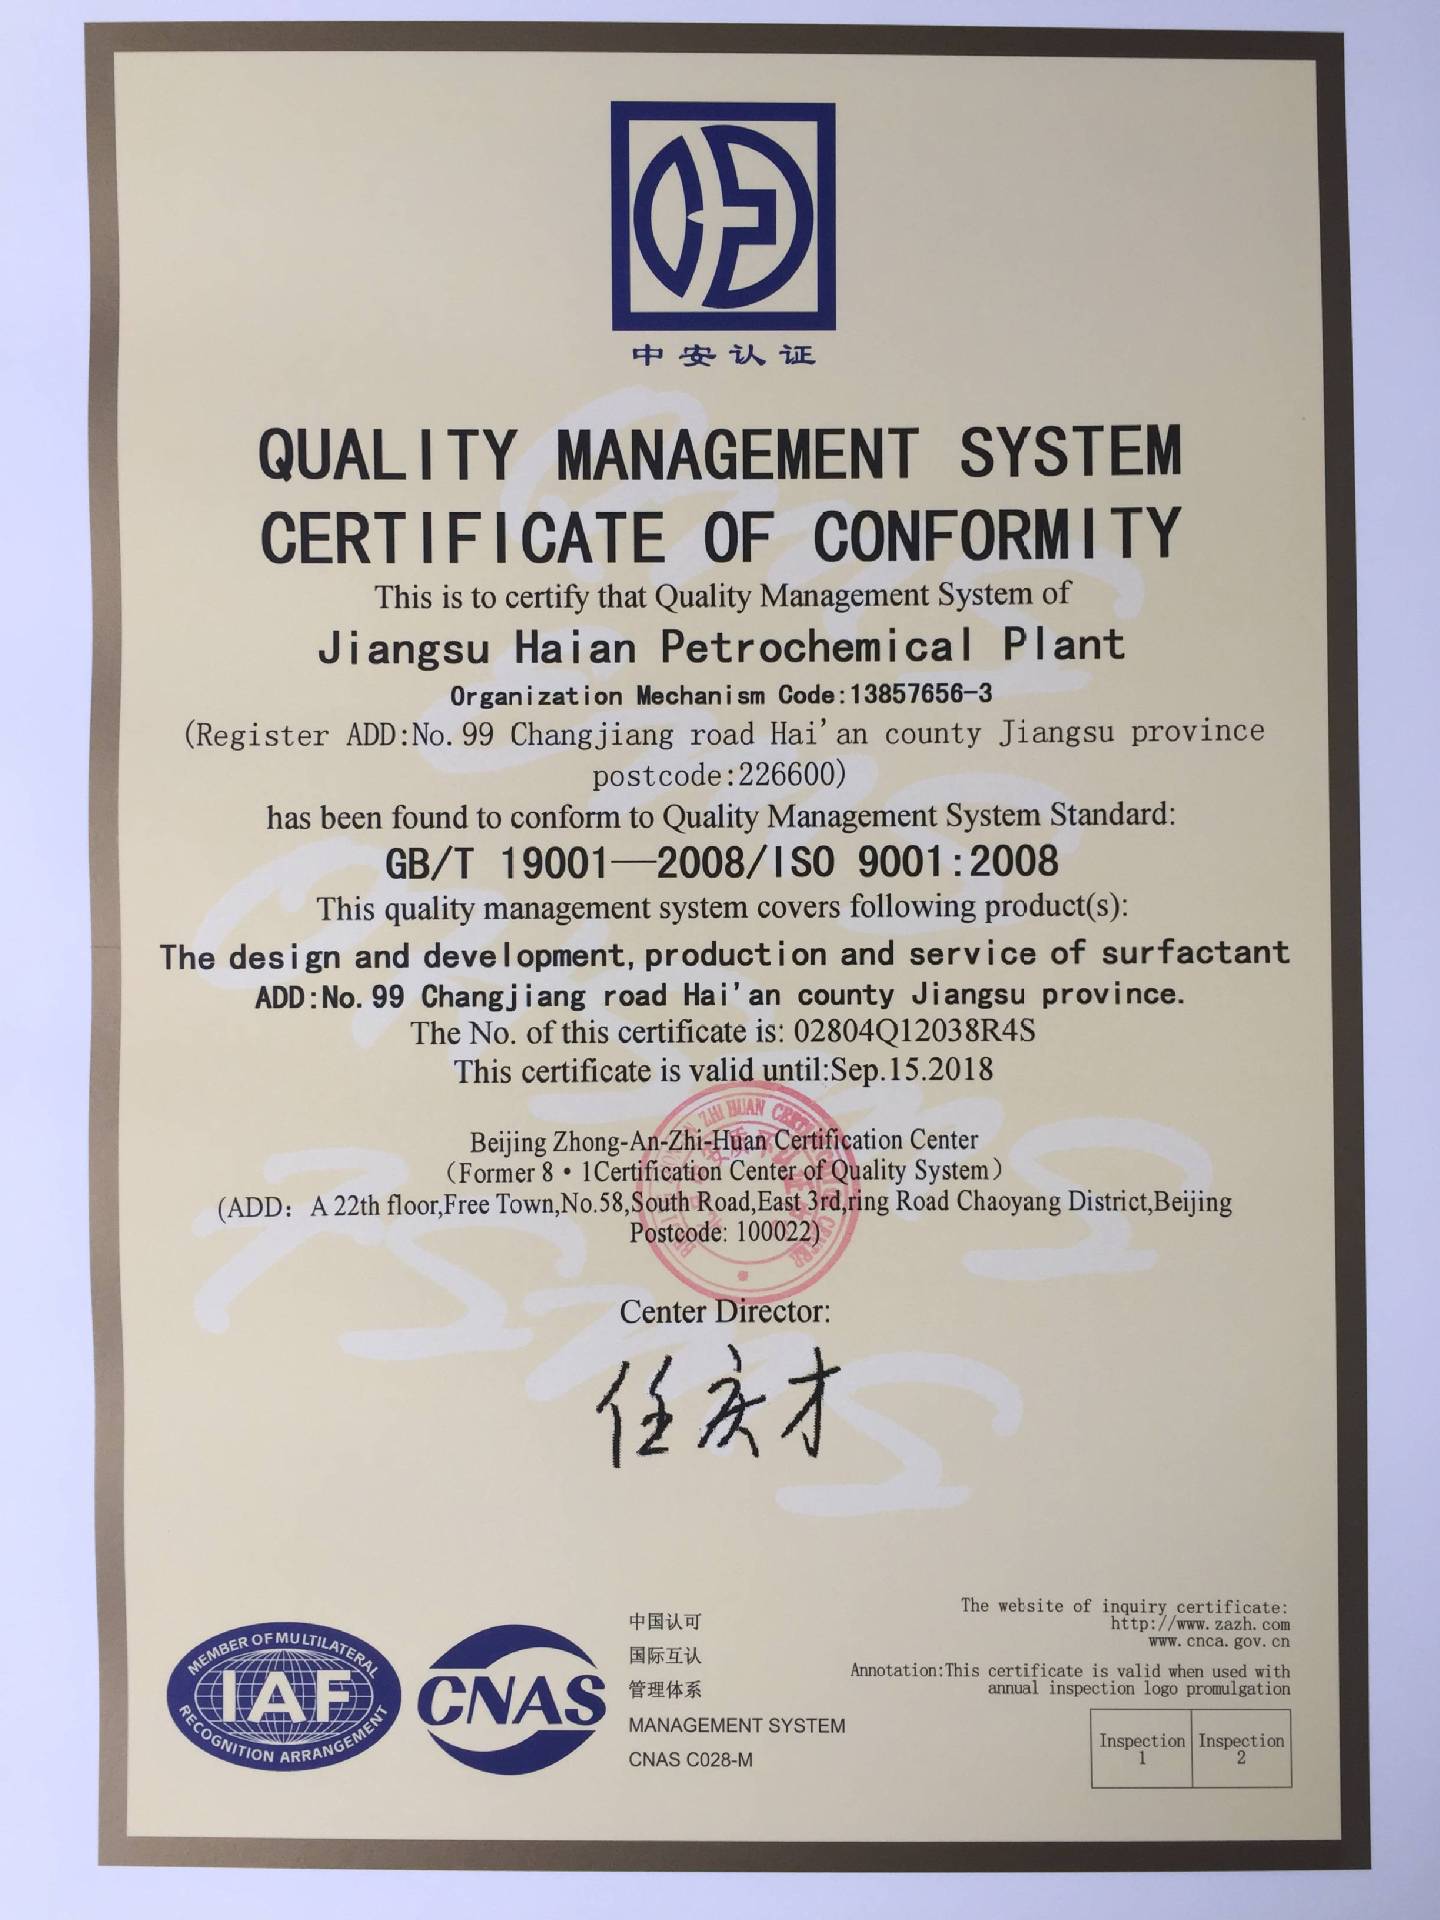 中安认证
QUALITY MANAGEMENT SYSTEM
CERTIFICATE OF CONFORMITY
This is to certify that Quality Management System of
Jiangsu Haian Petrochemical Plant
Organization Mechanism Code:13857656-3
(Register ADD:No.99 Changjiang road Hai'an county Jiangsu province
postcode:226600)
has been found to conform to Quality Management System Standard:
GB/T 19001—2008/ISO 9001:2008
This quality management system covers following product(s):
The design and development,production and service of surfactant
ADD:No.99 Changjiang road Hai'an county Jiangsu province.
The No. of this certificate is: 02804Q12038R4S
This certificate is valid until:Sep.15.2018
Beijing Zhong-An-Zhi-Huan Certification Center
（Former 8·1Certification Center of Quality System）
(ADD： A 22th floor,Free Town,No.58,South Road,East 3rd,ring Road Chaoyang District,Beijing
Postcode: 100022)
Center Director:
任庆才
MEMBER OF MULTILATERAL
IAF
RECOGNITION ARRANGEMENT
CNAS
中国认可
国际互认
管理体系
MANAGEMENT SYSTEM
CNAS C028-M
The website of inquiry certificate:
http://www.zazh.com
www.cnca.gov.cn
Annotation:This certificate is valid when used with
annual inspection logo promulgation
Inspection 1
Inspection 2